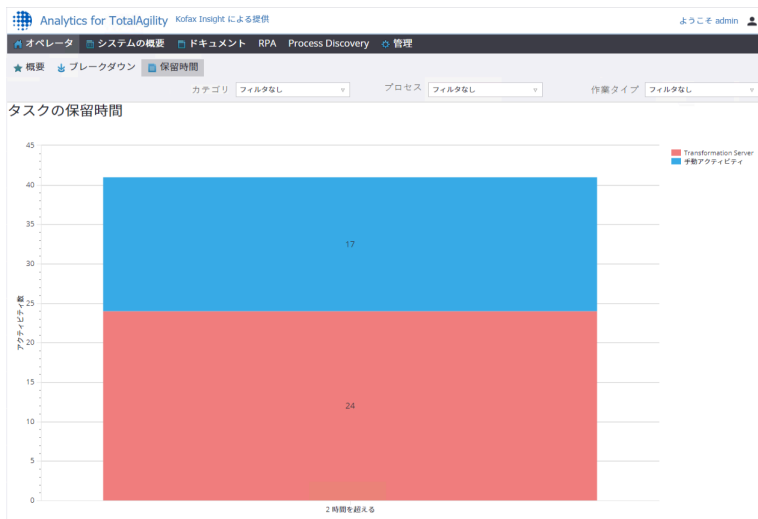 Analytics for TotalAgility Kofax Insight による提供 ようこそ admin
オペレータ システムの概要 ドキュメント RPA Process Discovery 管理
概要 ブレークダウン 保留時間
カテゴリ フィルタなし プロセス フィルタなし 作業タイプ フィルタなし
タスクの保留時間
45
Transformation Server
手動アクティビティ
40
35
17
30
アクティビティ数
25
20
15
24
10
5
0
2 時間を超える